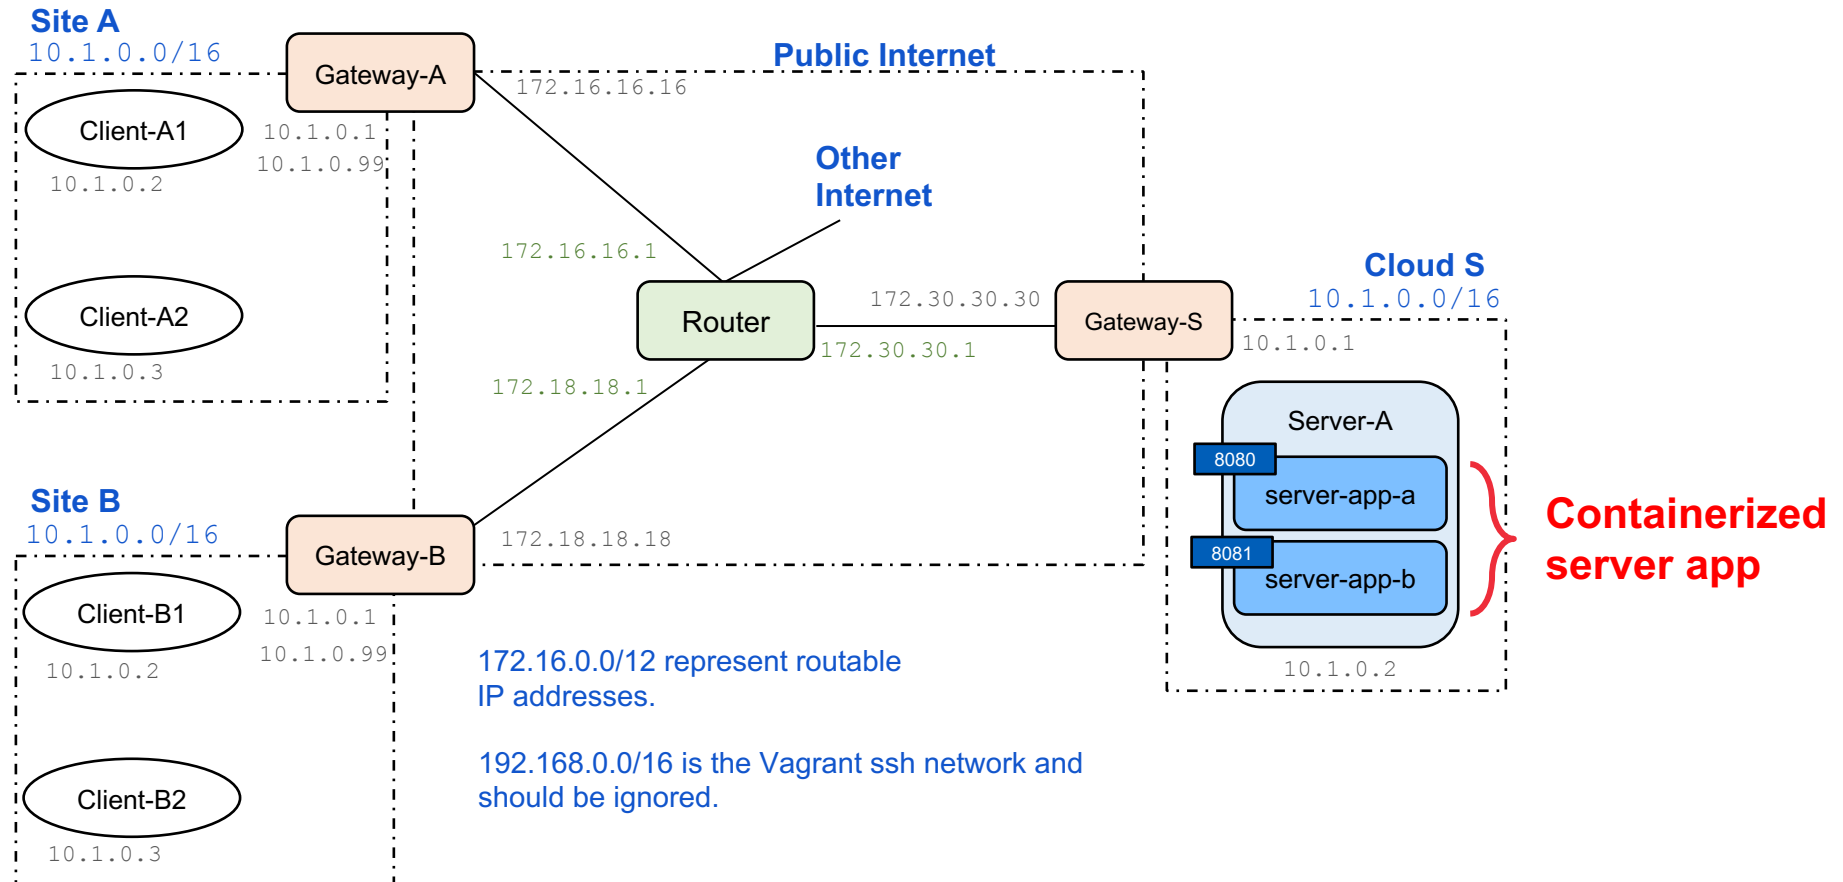 Site A
10.1.0.0/16
Gateway-A
Public Internet
172.16.16.16
Client-A1
10.1.0.1
10.1.0.99
10.1.0.2
Other
Internet
172.16.16.1
Client-A2
10.1.0.3
Router
172.30.30.30
172.30.30.1
Gateway-S
Cloud S
10.1.0.0/16
10.1.0.1
172.18.18.1
Server-A
8080
server-app-a
8081
server-app-b
10.1.0.2
Containerized
server app
Site B
10.1.0.0/16
Gateway-B
172.18.18.18
Client-B1
10.1.0.1
10.1.0.99
10.1.0.2
172.16.0.0/12 represent routable
IP addresses.
192.168.0.0/16 is the Vagrant ssh network and
should be ignored.
Client-B2
10.1.0.3